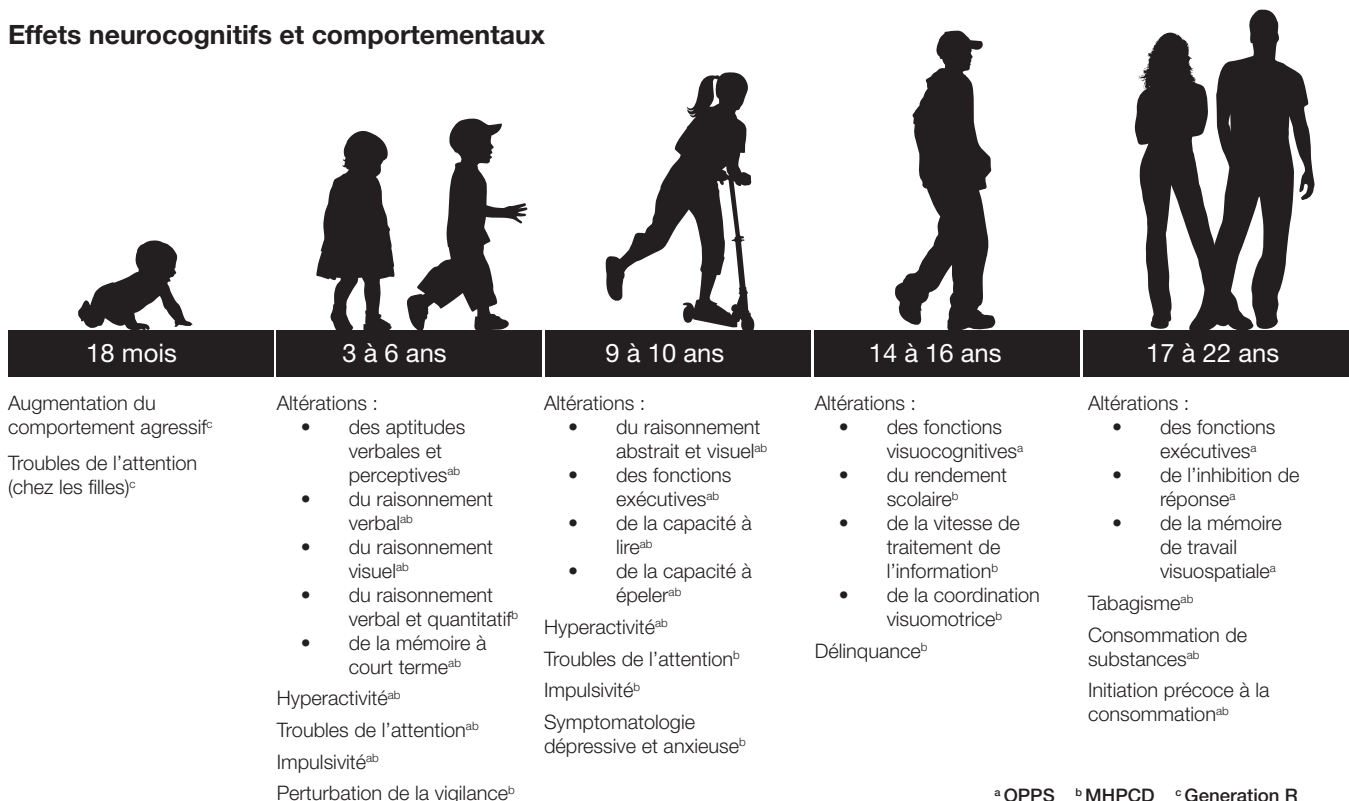 Effets neurocognitifs et comportementaux
18 mois
Augmentation du
comportement agressifᶜ
Troubles de l'attention
(chez les filles)ᶜ
3 à 6 ans
Altérations :
• des aptitudes
verbales et
perceptivesᵃᵇ
• du raisonnement
verbalᵃᵇ
• du raisonnement
visuelᵃᵇ
• du raisonnement
verbal et quantitatifᵇ
• de la mémoire à
court termeᵃᵇ
Hyperactivitéᵃᵇ
Troubles de l'attentionᵃᵇ
Impulsivitéᵃᵇ
Perturbation de la vigilanceᵇ
9 à 10 ans
Altérations :
• du raisonnement
abstrait et visuelᵃᵇ
• des fonctions
exécutivesᵃᵇ
• de la capacité à
lireᵃᵇ
• de la capacité à
épelerᵃᵇ
Hyperactivitéᵃᵇ
Troubles de l'attentionᵇ
Impulsivitéᵇ
Symptomatologie
dépressive et anxieuseᵇ
14 à 16 ans
Altérations :
• des fonctions
visuocognitivesᵃ
• du rendement
scolaireᵇ
• de la vitesse de
traitement de
l'informationᵇ
• de la coordination
visuomotriceᵇ
Délinquanceᵇ
17 à 22 ans
Altérations :
• des fonctions
exécutivesᵃ
• de l'inhibition de
réponseᵃ
• de la mémoire
de travail
visuospatialeᵃ
Tabagismeᵃᵇ
Consommation de
substancesᵃᵇ
Initiation précoce à la
consommationᵃᵇ
ᵃ OPPS ᵇ MHPCD ᶜ Generation R